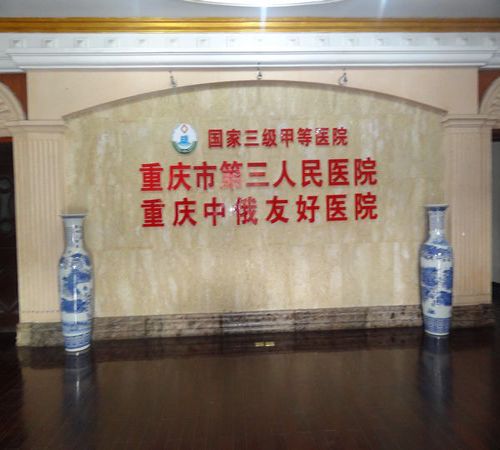 国家三级甲等医院
重庆市第三人民医院
重庆中俄友好医院